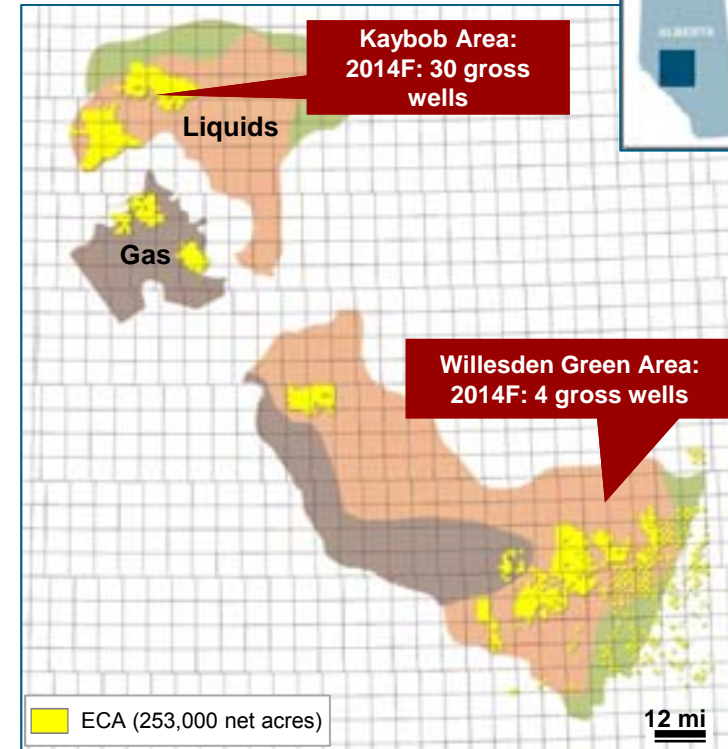 ALBERTA
Kaybob Area:
2014F: 30 gross
wells
Liquids
Gas
Willesden Green Area:
2014F: 4 gross wells
ECA (253,000 net acres)
12 mi